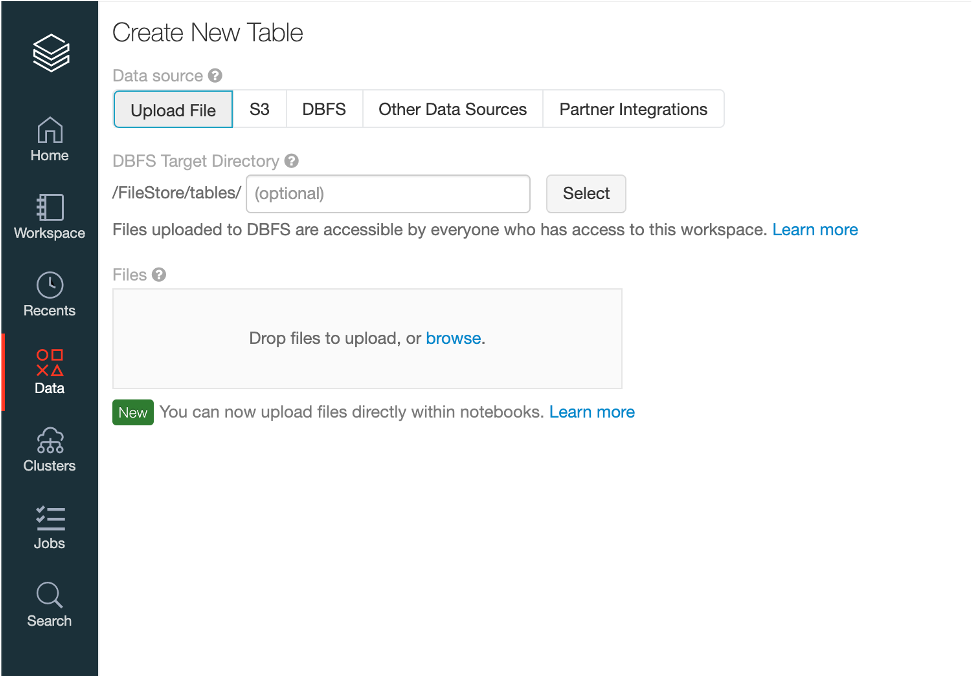 Create New Table
Data source
Upload File S3 DBFS Other Data Sources Partner Integrations
DBFS Target Directory
/FileStore/tables/ (optional) Select
Files uploaded to DBFS are accessible by everyone who has access to this workspace. Learn more
Files
Drop files to upload, or browse.
New You can now upload files directly within notebooks. Learn more
Home
Workspace
Recents
Data
Clusters
Jobs
Search